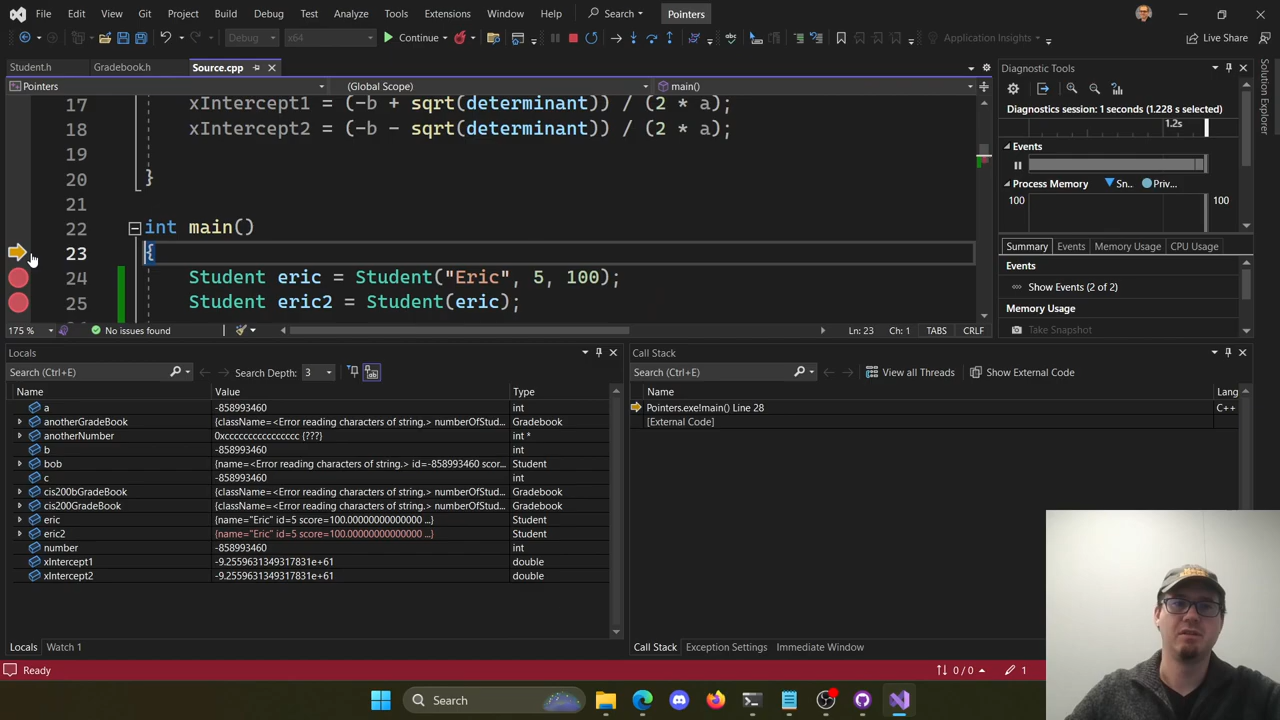 File Edit View Git Project Build Debug Test Analyze Tools Extensions Window Help Search Pointers
Debug x64 Continue Application Insights Live Share
Student.h Gradebook.h Source.cpp
Pointers (Global Scope) main()
17 xIntercept1 = (-b + sqrt(determinant)) / (2 * a);
18 xIntercept2 = (-b - sqrt(determinant)) / (2 * a);
19
20 }
21
22 int main()
23 {
24 Student eric = Student("Eric", 5, 100);
25 Student eric2 = Student(eric);
175 % No issues found Ln: 23 Ch: 1 TABS CRLF
Diagnostic Tools
Diagnostics session: 1 seconds (1.228 s selected)
1.2s
Events
Process Memory Sn.. Priv...
100 100
Summary Events Memory Usage CPU Usage
Events
Show Events (2 of 2)
Memory Usage
Take Snapshot
Solution Explorer
Locals
Search (Ctrl+E) Search Depth: 3
Name Value Type
a -858993460 int
anotherGradeBook {className=<Error reading characters of string.> numberOfStud... Gradebook
anotherNumber 0xcccccccccccccccc {???} int *
b -858993460 int
bob {name=<Error reading characters of string.> id=-858993460 scor... Student
c -858993460 int
cis200bGradeBook {className=<Error reading characters of string.> numberOfStud... Gradebook
cis200GradeBook {className=<Error reading characters of string.> numberOfStud... Gradebook
eric {name="Eric" id=5 score=100.00000000000000 ...} Student
eric2 {name="Eric" id=5 score=100.00000000000000 ...} Student
number -858993460 int
xIntercept1 -9.2559631349317831e+61 double
xIntercept2 -9.2559631349317831e+61 double
Locals Watch 1
Call Stack
Search (Ctrl+E) View all Threads Show External Code
Name Lang
Pointers.exe!main() Line 28 C++
[External Code]
Call Stack Exception Settings Immediate Window
Ready 0 / 0 1
Search